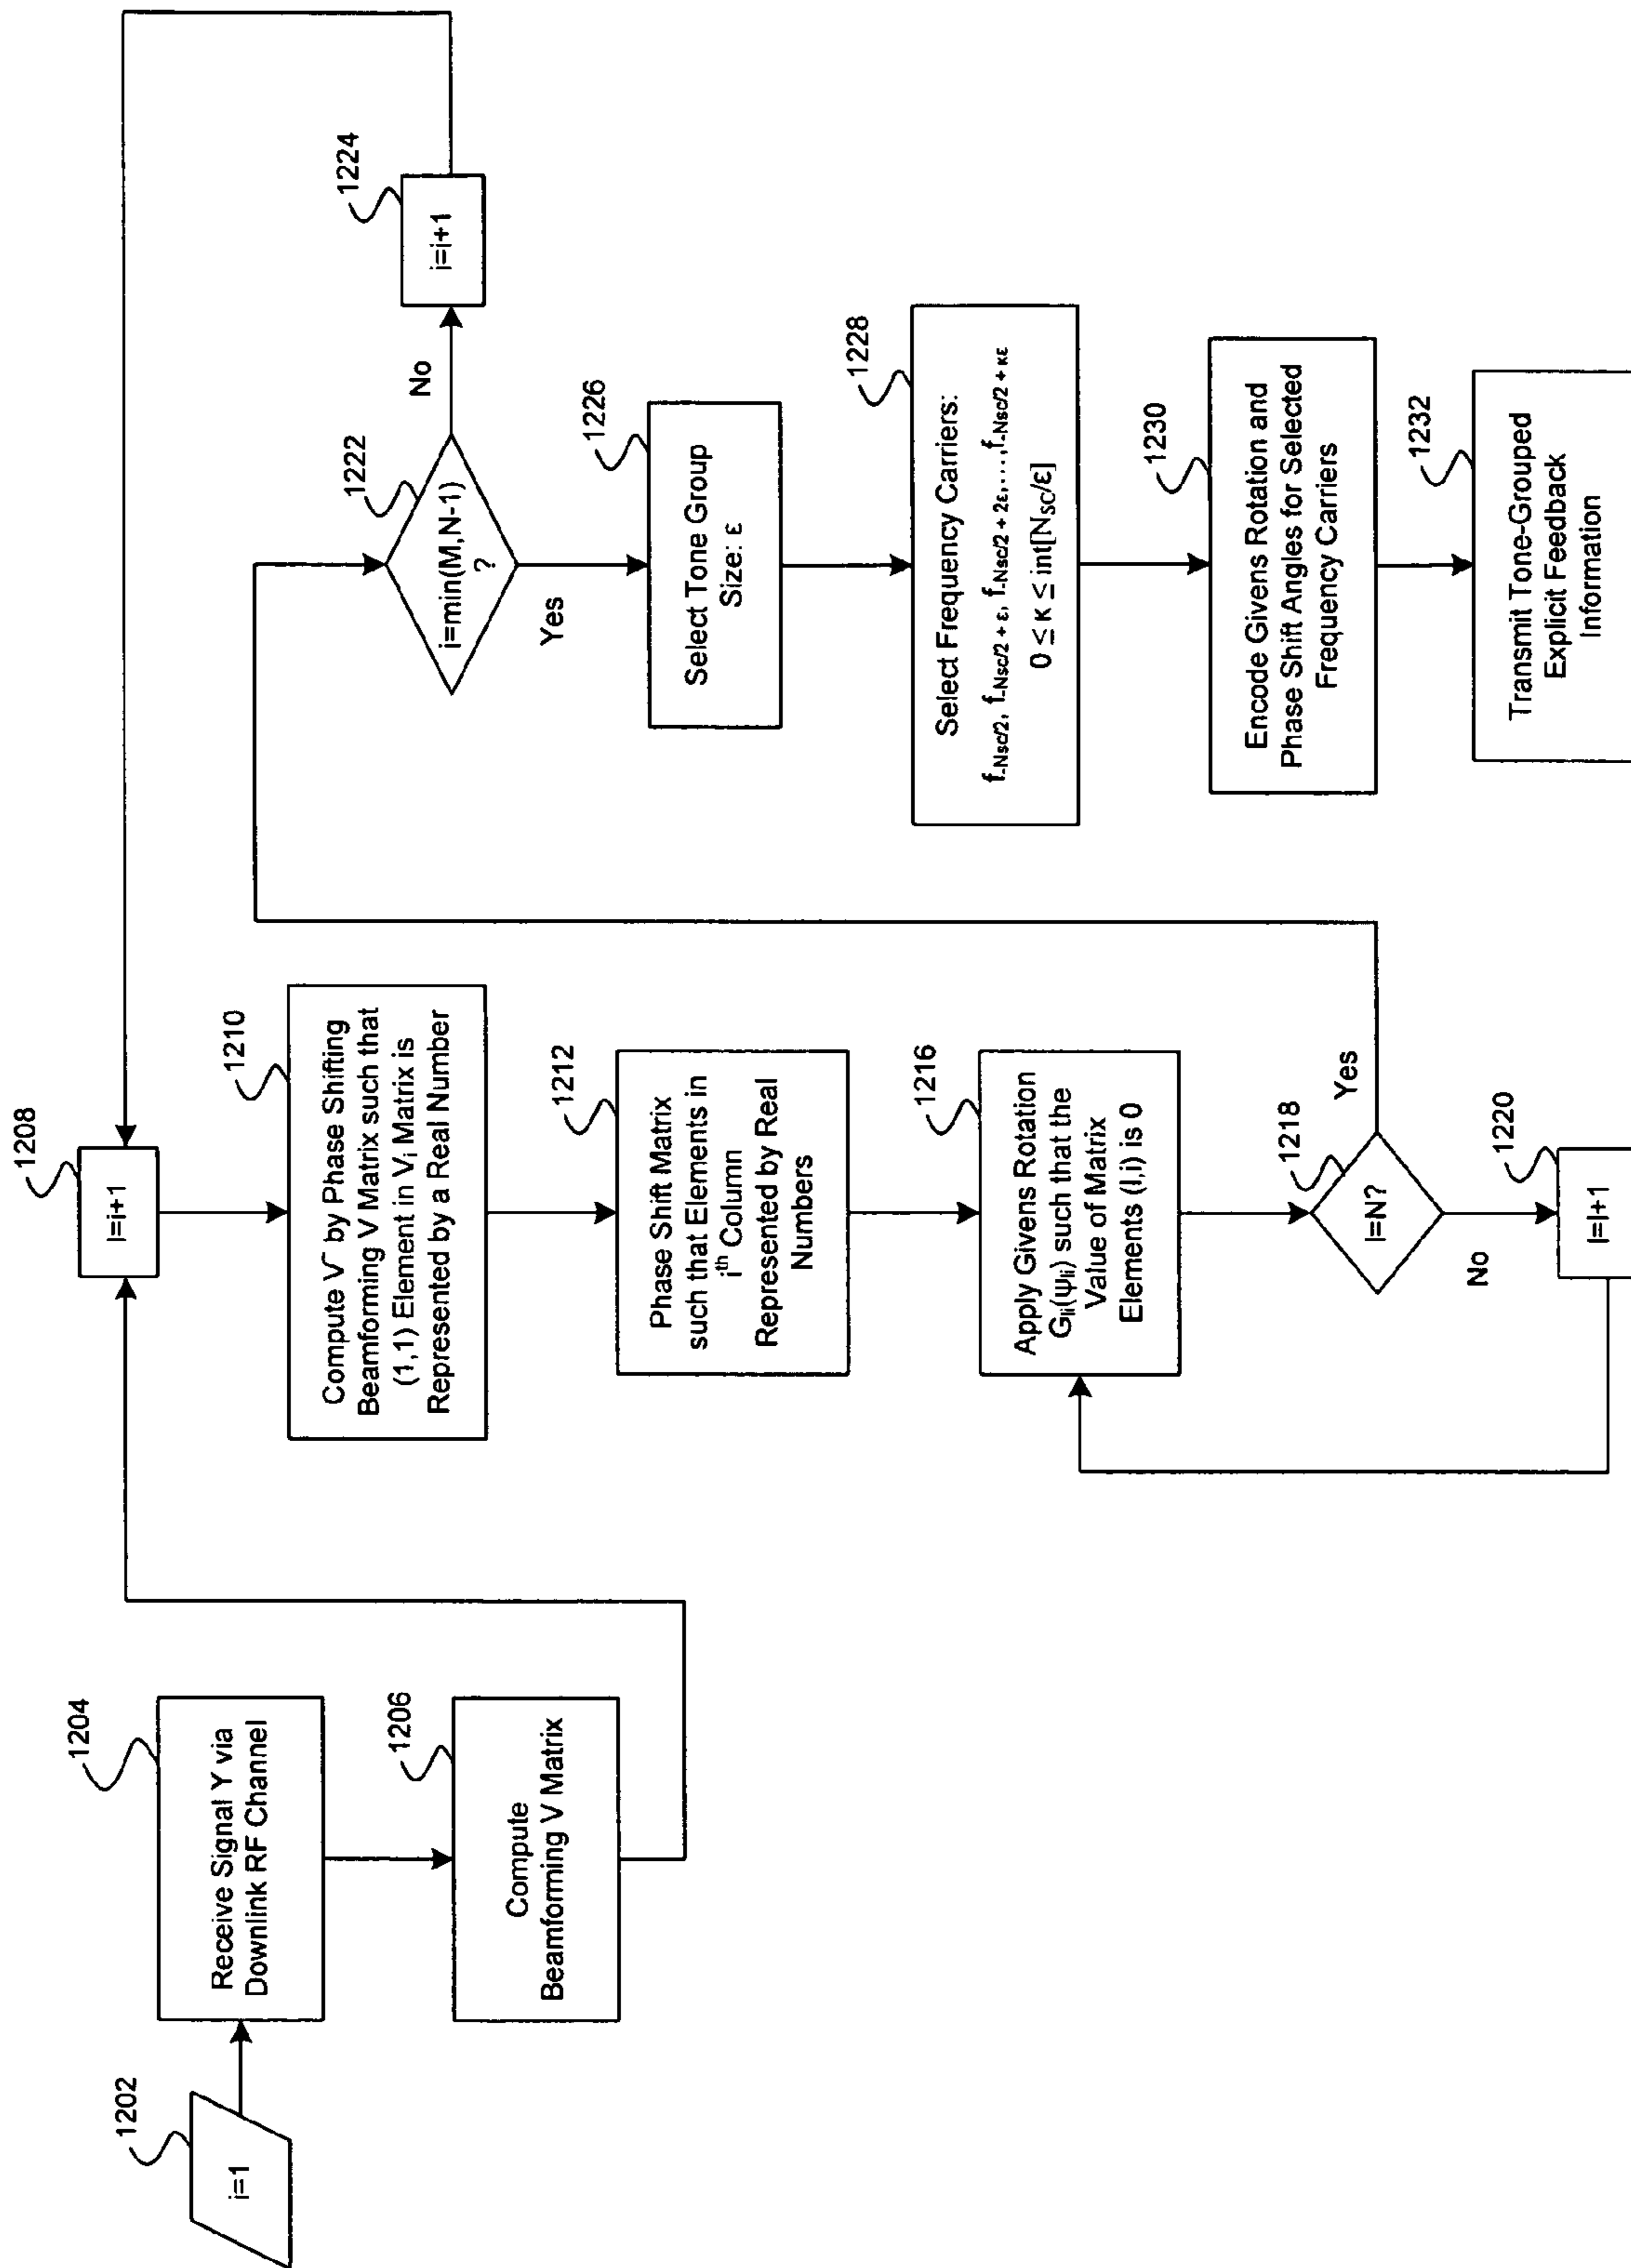 1202
i=1
1204
Receive Signal Y via
Downlink RF Channel
1206
Compute
Beamforming V Matrix
1208
l=i+1
1210
Compute V˜ by Phase Shifting
Beamforming V Matrix such that
(1,1) Element in Vi Matrix is
Represented by a Real Number
1212
Phase Shift Matrix
such that Elements in
ith Column
Represented by Real
Numbers
1216
Apply Givens Rotation
Gli(ψli) such that the
Value of Matrix
Elements (l,i) is 0
1218
l=N?
Yes
No
1220
l=l+1
1222
i=min(M,N-1)
?
No
1224
i=i+1
Yes
1226
Select Tone Group
Size: ε
1228
Select Frequency Carriers:
f-Nsc/2, f-Nsc/2 + ε, f-Nsc/2 + 2ε,...,f-Nsc/2 + κε
0 ≤ κ ≤ int[NSC/ε]
1230
Encode Givens Rotation and
Phase Shift Angles for Selected
Frequency Carriers
1232
Transmit Tone-Grouped
Explicit Feedback
Information